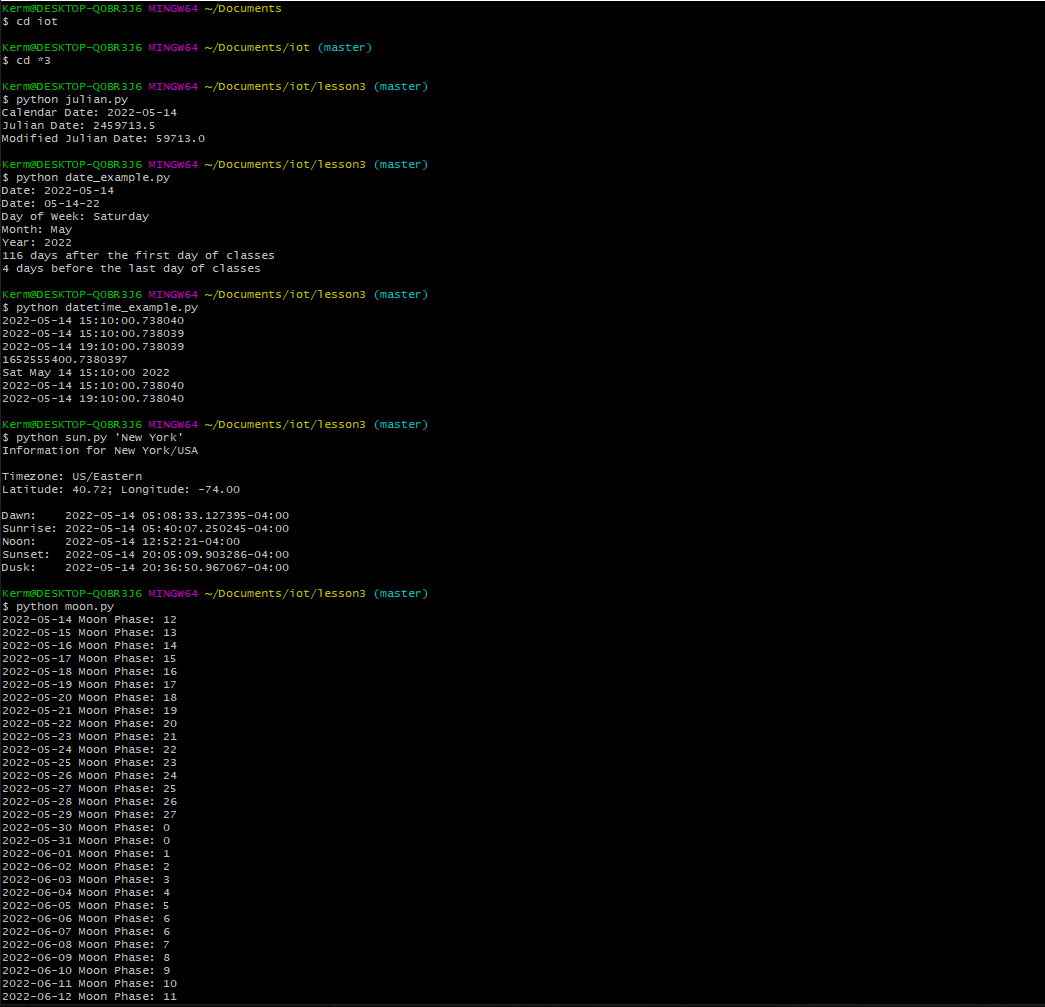 Kerm@DESKTOP-QOBR3J6 MINGW64 ~/Documents
$ cd iot
Kerm@DESKTOP-QOBR3J6 MINGW64 ~/Documents/iot (master)
$ cd *3
Kerm@DESKTOP-QOBR3J6 MINGW64 ~/Documents/iot/lesson3 (master)
$ python julian.py
Calendar Date: 2022-05-14
Julian Date: 2459713.5
Modified Julian Date: 59713.0
Kerm@DESKTOP-QOBR3J6 MINGW64 ~/Documents/iot/lesson3 (master)
$ python date_example.py
Date: 2022-05-14
Date: 05-14-22
Day of Week: Saturday
Month: May
Year: 2022
116 days after the first day of classes
4 days before the last day of classes
Kerm@DESKTOP-QOBR3J6 MINGW64 ~/Documents/iot/lesson3 (master)
$ python datetime_example.py
2022-05-14 15:10:00.738040
2022-05-14 15:10:00.738039
2022-05-14 19:10:00.738039
1652555400.7380397
Sat May 14 15:10:00 2022
2022-05-14 15:10:00.738040
2022-05-14 19:10:00.738040
Kerm@DESKTOP-QOBR3J6 MINGW64 ~/Documents/iot/lesson3 (master)
$ python sun.py 'New York'
Information for New York/USA
Timezone: US/Eastern
Latitude: 40.72; Longitude: -74.00
Dawn:    2022-05-14 05:08:33.127395-04:00
Sunrise: 2022-05-14 05:40:07.250245-04:00
Noon:    2022-05-14 12:52:21-04:00
Sunset:  2022-05-14 20:05:09.903286-04:00
Dusk:    2022-05-14 20:36:50.967067-04:00
Kerm@DESKTOP-QOBR3J6 MINGW64 ~/Documents/iot/lesson3 (master)
$ python moon.py
2022-05-14 Moon Phase: 12
2022-05-15 Moon Phase: 13
2022-05-16 Moon Phase: 14
2022-05-17 Moon Phase: 15
2022-05-18 Moon Phase: 16
2022-05-19 Moon Phase: 17
2022-05-20 Moon Phase: 18
2022-05-21 Moon Phase: 19
2022-05-22 Moon Phase: 20
2022-05-23 Moon Phase: 21
2022-05-24 Moon Phase: 22
2022-05-25 Moon Phase: 23
2022-05-26 Moon Phase: 24
2022-05-27 Moon Phase: 25
2022-05-28 Moon Phase: 26
2022-05-29 Moon Phase: 27
2022-05-30 Moon Phase: 0
2022-05-31 Moon Phase: 0
2022-06-01 Moon Phase: 1
2022-06-02 Moon Phase: 2
2022-06-03 Moon Phase: 3
2022-06-04 Moon Phase: 4
2022-06-05 Moon Phase: 5
2022-06-06 Moon Phase: 6
2022-06-07 Moon Phase: 6
2022-06-08 Moon Phase: 7
2022-06-09 Moon Phase: 8
2022-06-10 Moon Phase: 9
2022-06-11 Moon Phase: 10
2022-06-12 Moon Phase: 11